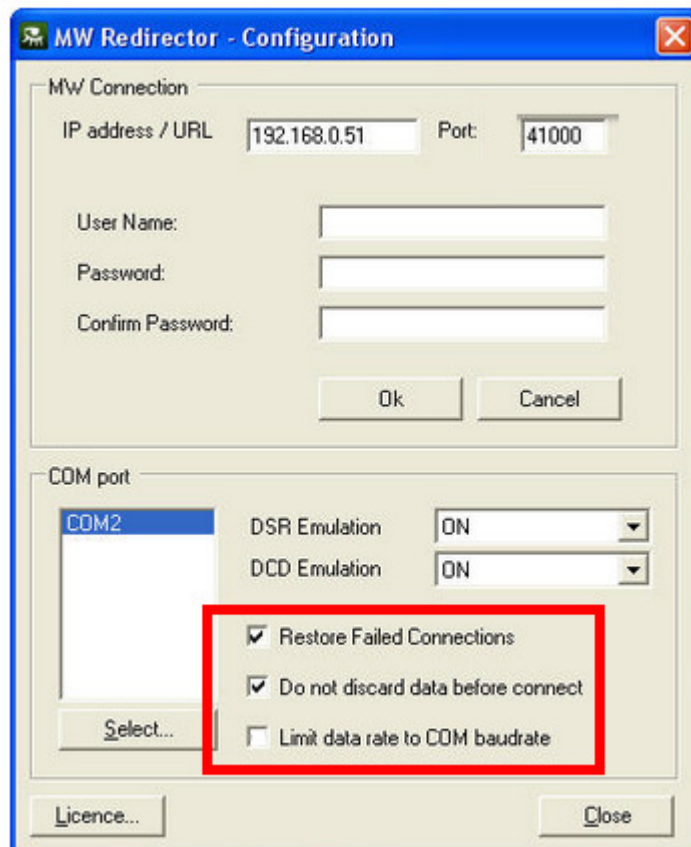 MW Redirector - Configuration
MW Connection
IP address / URL 192.168.0.51 Port: 41000
User Name:
Password:
Confirm Password:
Ok Cancel
COM port
COM2
DSR Emulation ON
DCD Emulation ON
Restore Failed Connections
Do not discard data before connect
Select...
Limit data rate to COM baudrate
Licence... Close